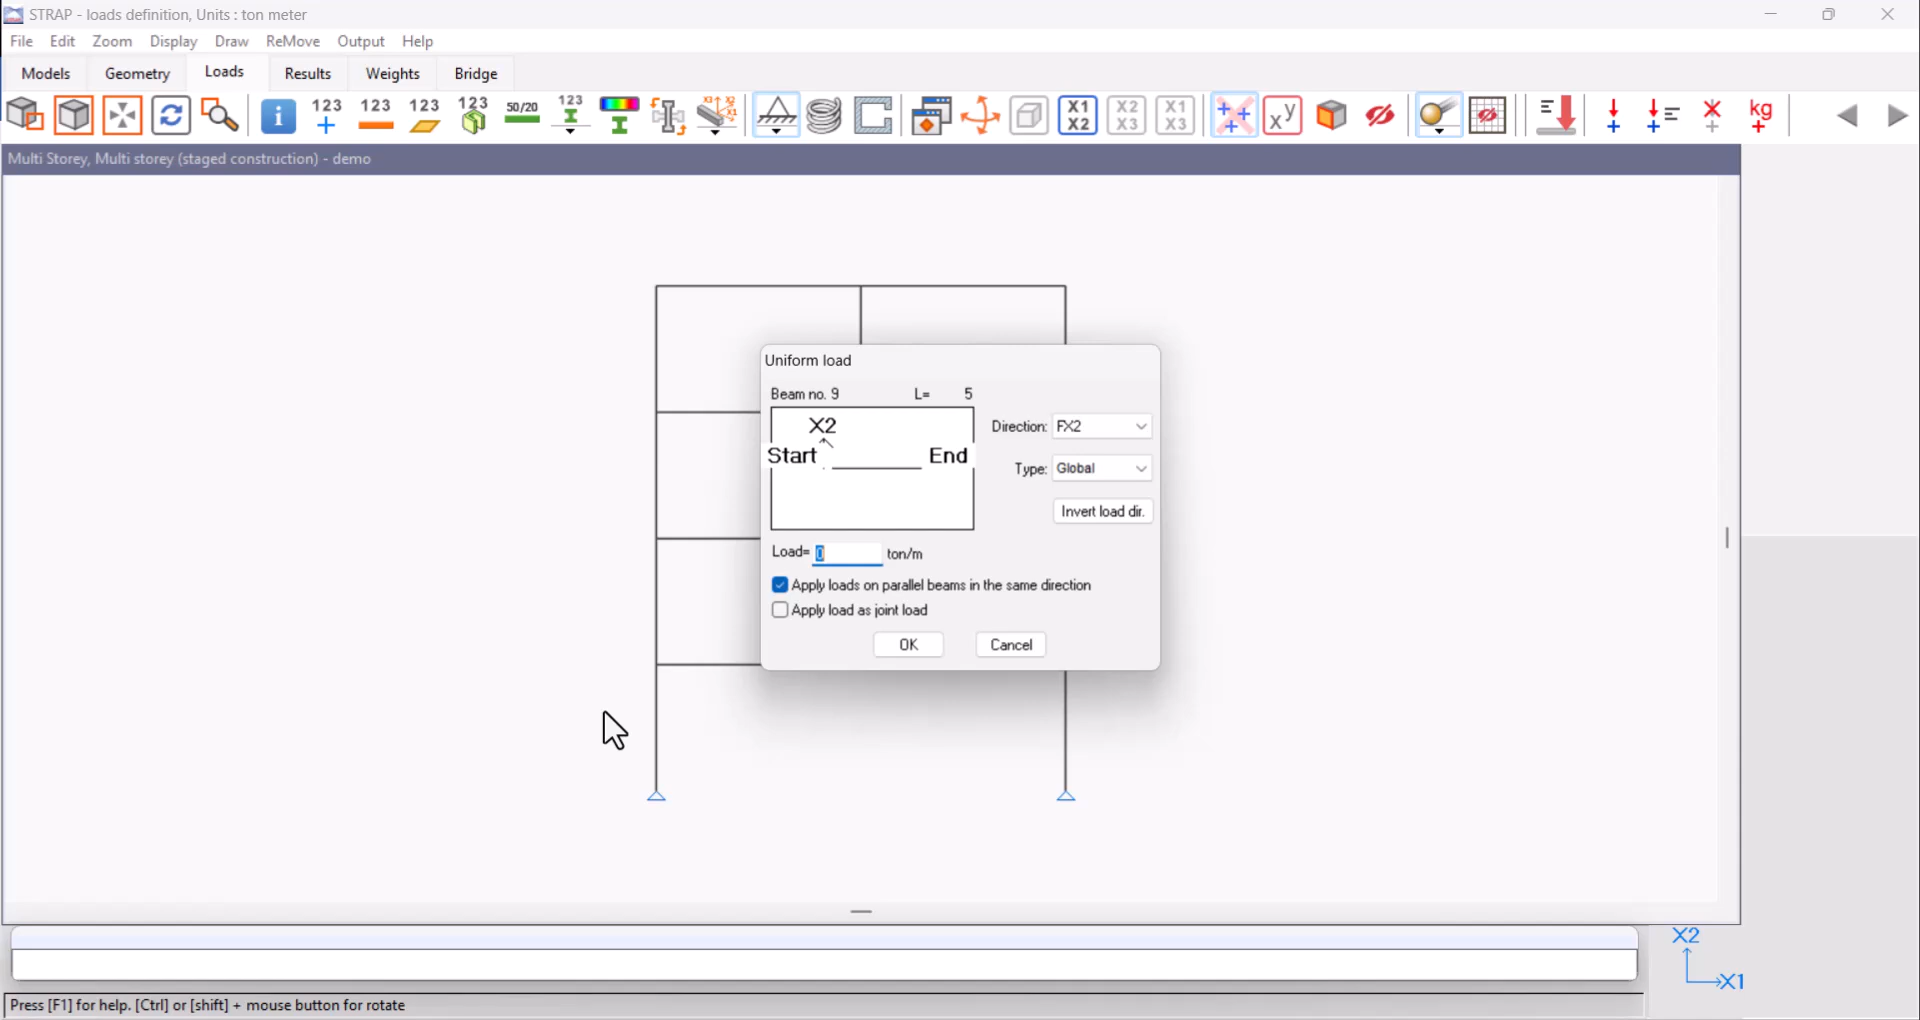 STRAP - loads definition, Units : ton meter
File Edit Zoom Display Draw ReMove Output Help
Models Geometry Loads Results Weights Bridge
123 123 123 123 50/20 123 X1 X2 X2 X3 X1 X3 xy kg
Multi Storey, Multi storey (staged construction) - demo
Uniform load
Beam no. 9 L= 5
X2
Start End
Direction: FX2
Type: Global
Invert load dir.
Load= 0 ton/m
Apply loads on parallel beams in the same direction
Apply load as joint load
OK Cancel
X2
X1
Press [F1] for help. [Ctrl] or [shift] + mouse button for rotate